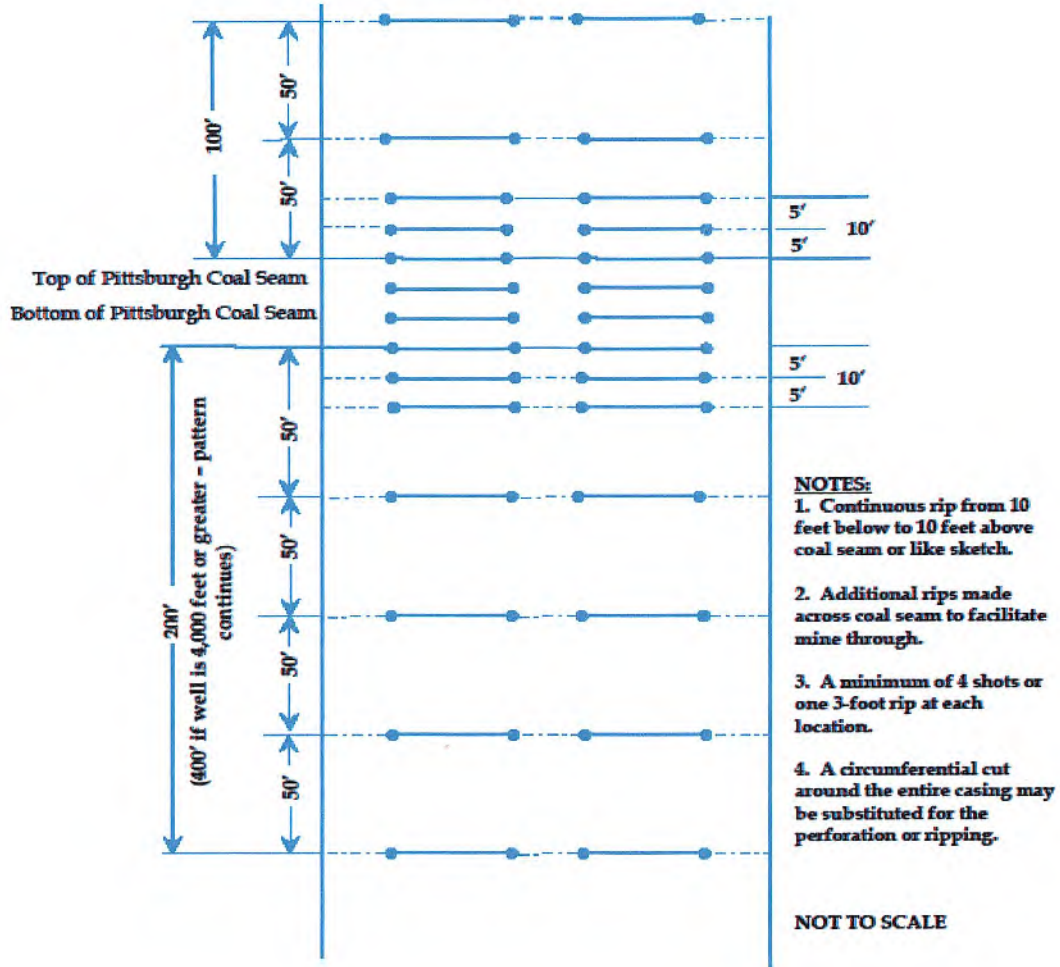 100'
50'
50'
5'
10'
5'
Top of Pittsburgh Coal Seam
Bottom of Pittsburgh Coal Seam
5'
10'
5'
200'
(400' if well is 4,000 feet or greater - pattern
continues)
50'
50'
50'
50'
NOTES:
1. Continuous rip from 10
feet below to 10 feet above
coal seam or like sketch.
2. Additional rips made
across coal seam to facilitate
mine through.
3. A minimum of 4 shots or
one 3-foot rip at each
location.
4. A circumferential cut
around the entire casing may
be substituted for the
perforation or ripping.
NOT TO SCALE